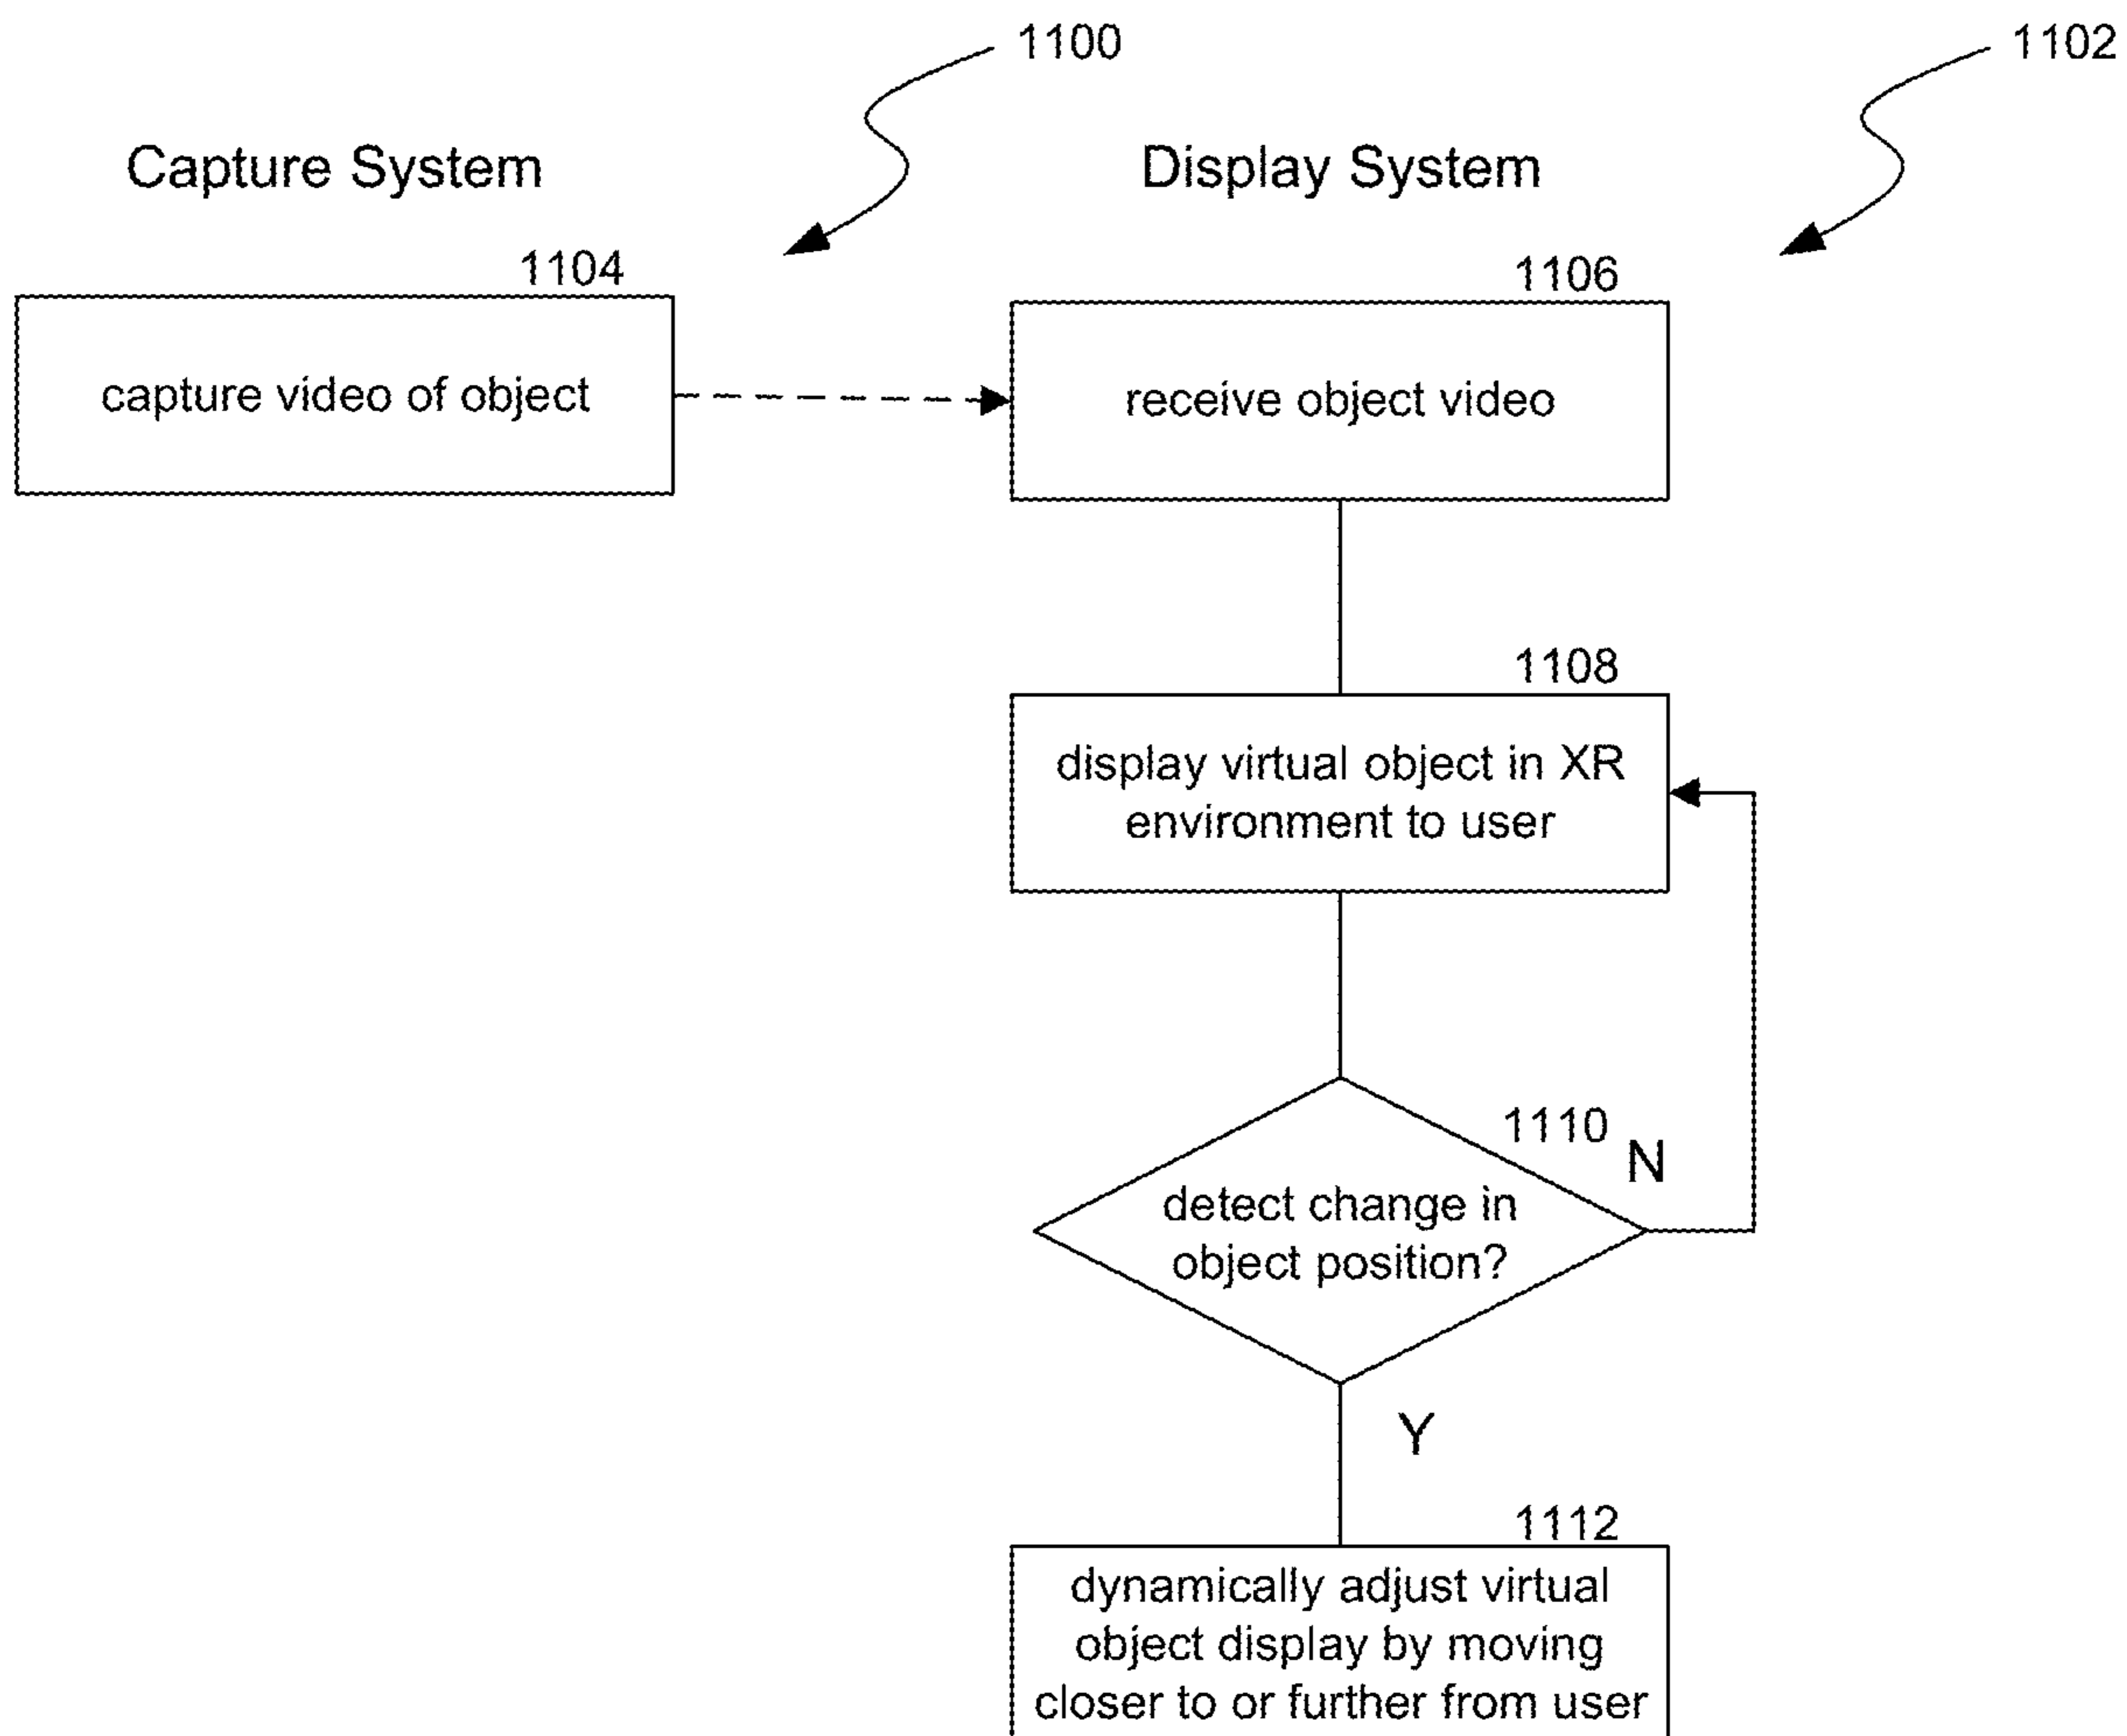 1100
1102
Capture System
Display System
1104
1106
capture video of object
receive object video
1108
display virtual object in XR
environment to user
1110
N
detect change in
object position?
Y
1112
dynamically adjust virtual
object display by moving
closer to or further from user